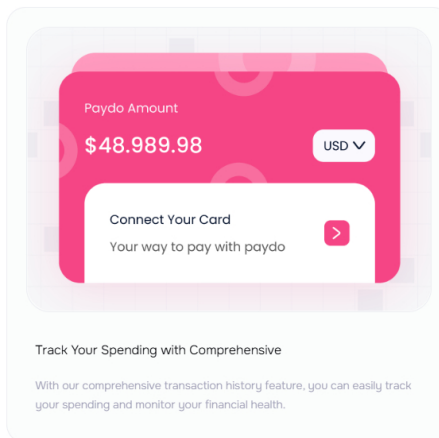 Paydo Amount
$48.989.98
USD
Connect Your Card
Your way to pay with paydo
Track Your Spending with Comprehensive
With our comprehensive transaction history feature, you can easily track
your spending and monitor your financial health.